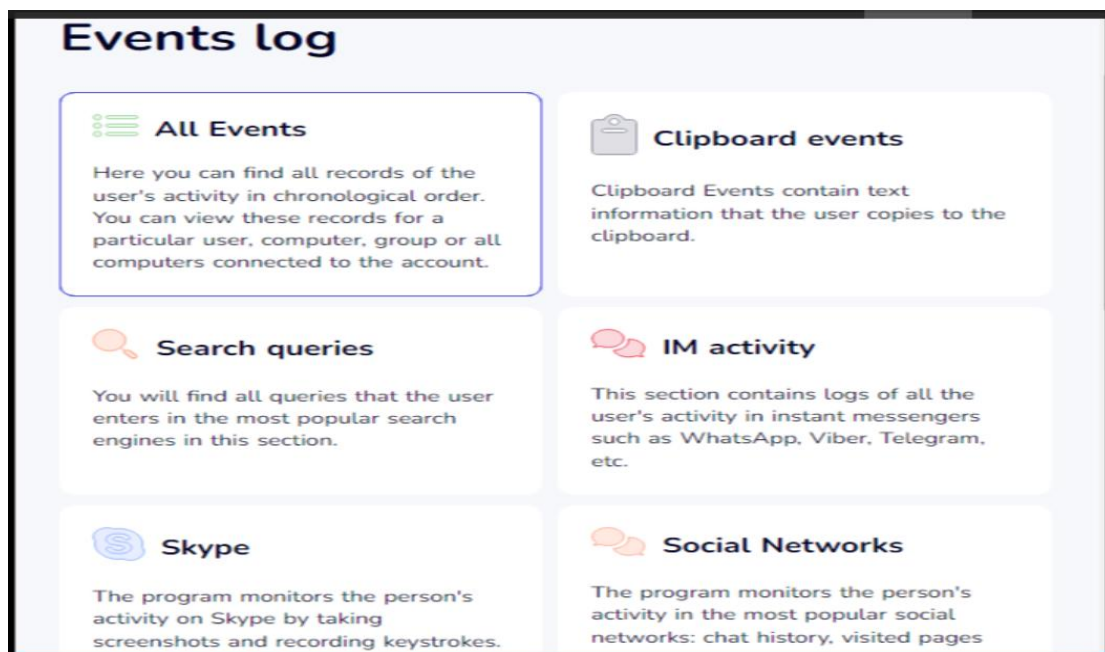 Events log
All Events
Here you can find all records of the
user's activity in chronological order.
You can view these records for a
particular user, computer, group or all
computers connected to the account.
Clipboard events
Clipboard Events contain text
information that the user copies to the
clipboard.
Search queries
You will find all queries that the user
enters in the most popular search
engines in this section.
IM activity
This section contains logs of all the
user's activity in instant messengers
such as WhatsApp, Viber, Telegram,
etc.
Skype
The program monitors the person's
activity on Skype by taking
screenshots and recording keystrokes.
Social Networks
The program monitors the person's
activity in the most popular social
networks: chat history, visited pages